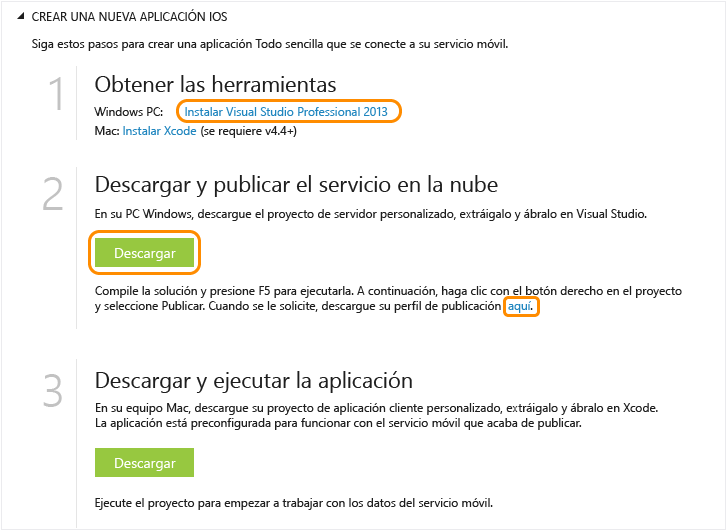 CREAR UNA NUEVA APLICACIÓN IOS
Siga estos pasos para crear una aplicación Todo sencilla que se conecte a su servicio móvil.
1
Obtener las herramientas
Windows PC: Instalar Visual Studio Professional 2013
Mac: Instalar Xcode (se requiere v4.4+)
2
Descargar y publicar el servicio en la nube
En su PC Windows, descargue el proyecto de servidor personalizado, extráigalo y ábralo en Visual Studio.
Descargar
Compile la solución y presione F5 para ejecutarla. A continuación, haga clic con el botón derecho en el proyecto
y seleccione Publicar. Cuando se le solicite, descargue su perfil de publicación aquí.
3
Descargar y ejecutar la aplicación
En su equipo Mac, descargue su proyecto de aplicación cliente personalizado, extráigalo y ábralo en Xcode.
La aplicación está preconfigurada para funcionar con el servicio móvil que acaba de publicar.
Descargar
Ejecute el proyecto para empezar a trabajar con los datos del servicio móvil.